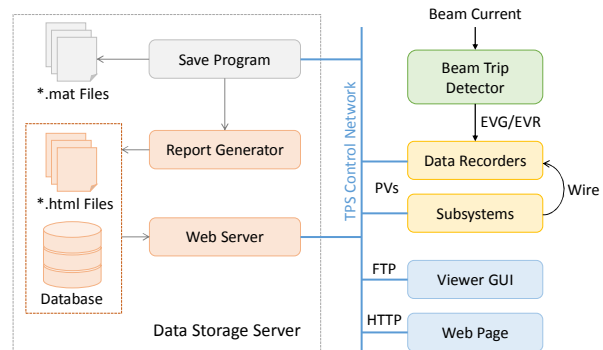 Beam Current
Save Program
*.mat Files
Beam Trip
Detector
EVG/EVR
Report Generator
*.html Files
TPS Control Network
Data Recorders
PVs
Wire
Subsystems
Web Server
Database
FTP
Viewer GUI
HTTP
Web Page
Data Storage Server